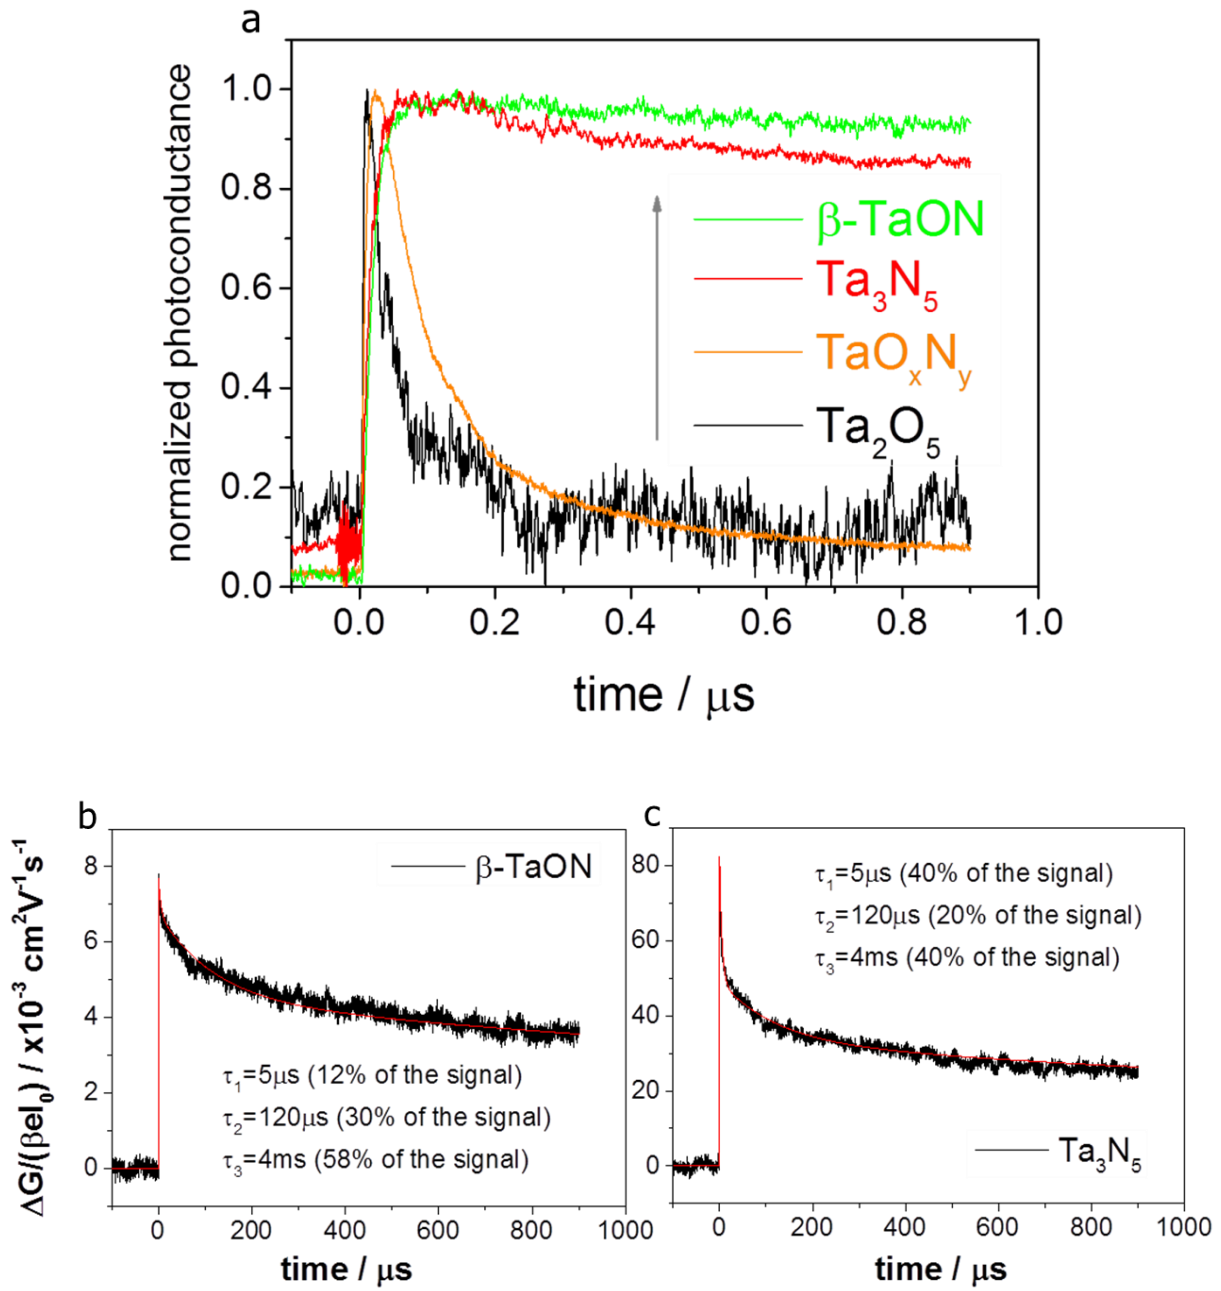 a
normalized photoconductance
1.0
0.8
0.6
0.4
0.2
0.0
β-TaON
Ta₃N₅
TaOₓNᵧ
Ta₂O₅
0.0 0.2 0.4 0.6 0.8 1.0
time / μs
b
ΔG/(βeI₀) / x10⁻³ cm²V⁻¹s⁻¹
8
6
4
2
0
β-TaON
τ₁=5μs (12% of the signal)
τ₂=120μs (30% of the signal)
τ₃=4ms (58% of the signal)
0 200 400 600 800 1000
time / μs
c
80
60
40
20
0
τ₁=5μs (40% of the signal)
τ₂=120μs (20% of the signal)
τ₃=4ms (40% of the signal)
Ta₃N₅
0 200 400 600 800 1000
time / μs